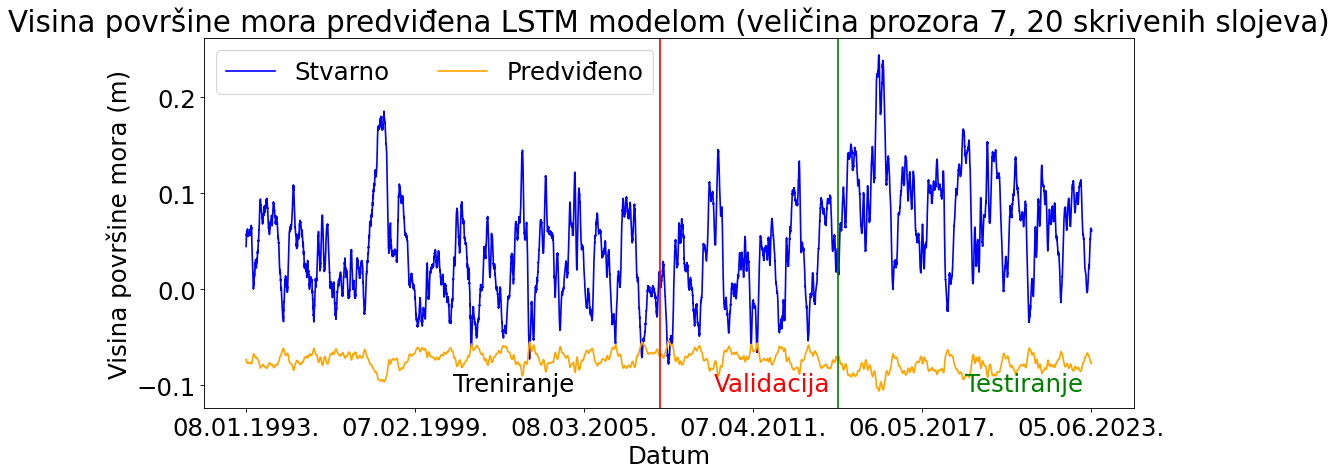 Visina površine mora predviđena LSTM modelom (veličina prozora 7, 20 skrivenih slojeva)
Stvarno
Predviđeno
Visina površine mora (m)
0.2
0.1
0.0
−0.1
Treniranje
Validacija
Testiranje
08.01.1993.
07.02.1999.
08.03.2005.
07.04.2011.
06.05.2017.
05.06.2023.
Datum